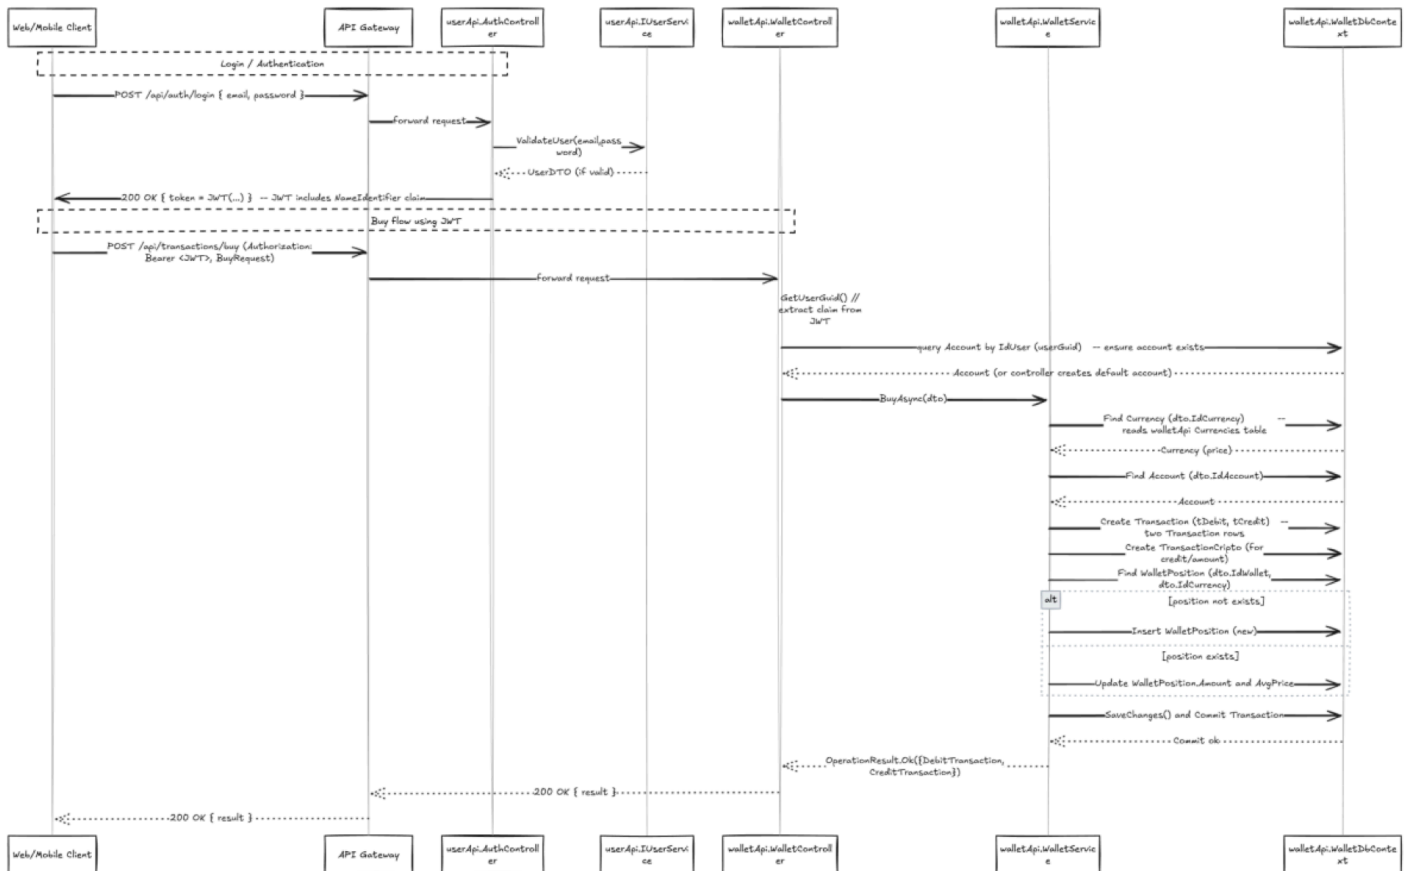 Web/Mobile Client
API Gateway
userApi.AuthControll
er
userApi.IUserServi
ce
walletApi.WalletControll
er
walletApi.WalletServic
e
walletApi.WalletDbConte
xt
Login / Authentication
POST /api/auth/login { email, password }
forward request
ValidateUser(email,pass
word)
UserDTO (if valid)
200 OK { token = JWT(...) } -- JWT includes NameIdentifier claim
Buy flow using JWT
POST /api/transactions/buy (Authorization:
Bearer <JWT>, BuyRequest)
forward request
GetUserGuid() //
extract claim from
JWT
query Account by IdUser (userGuid) -- ensure account exists
Account (or controller creates default account)
BuyAsync(dto)
Find Currency (dto.IdCurrency) --
reads walletApi Currencies table
Currency (price)
Find Account (dto.IdAccount)
Account
Create Transaction (tDebit, tCredit) --
two Transaction rows
Create TransactionCripto (for
credit/amount)
Find WalletPosition (dto.IdWallet,
dto.IdCurrency)
alt
[position not exists]
Insert WalletPosition (new)
[position exists]
Update WalletPosition.Amount and AvgPrice
SaveChanges() and Commit Transaction
Commit ok
OperationResult.Ok({DebitTransaction,
CreditTransaction})
200 OK { result }
200 OK { result }
Web/Mobile Client
API Gateway
userApi.AuthControll
er
userApi.IUserServi
ce
walletApi.WalletControll
er
walletApi.WalletServic
e
walletApi.WalletDbConte
xt